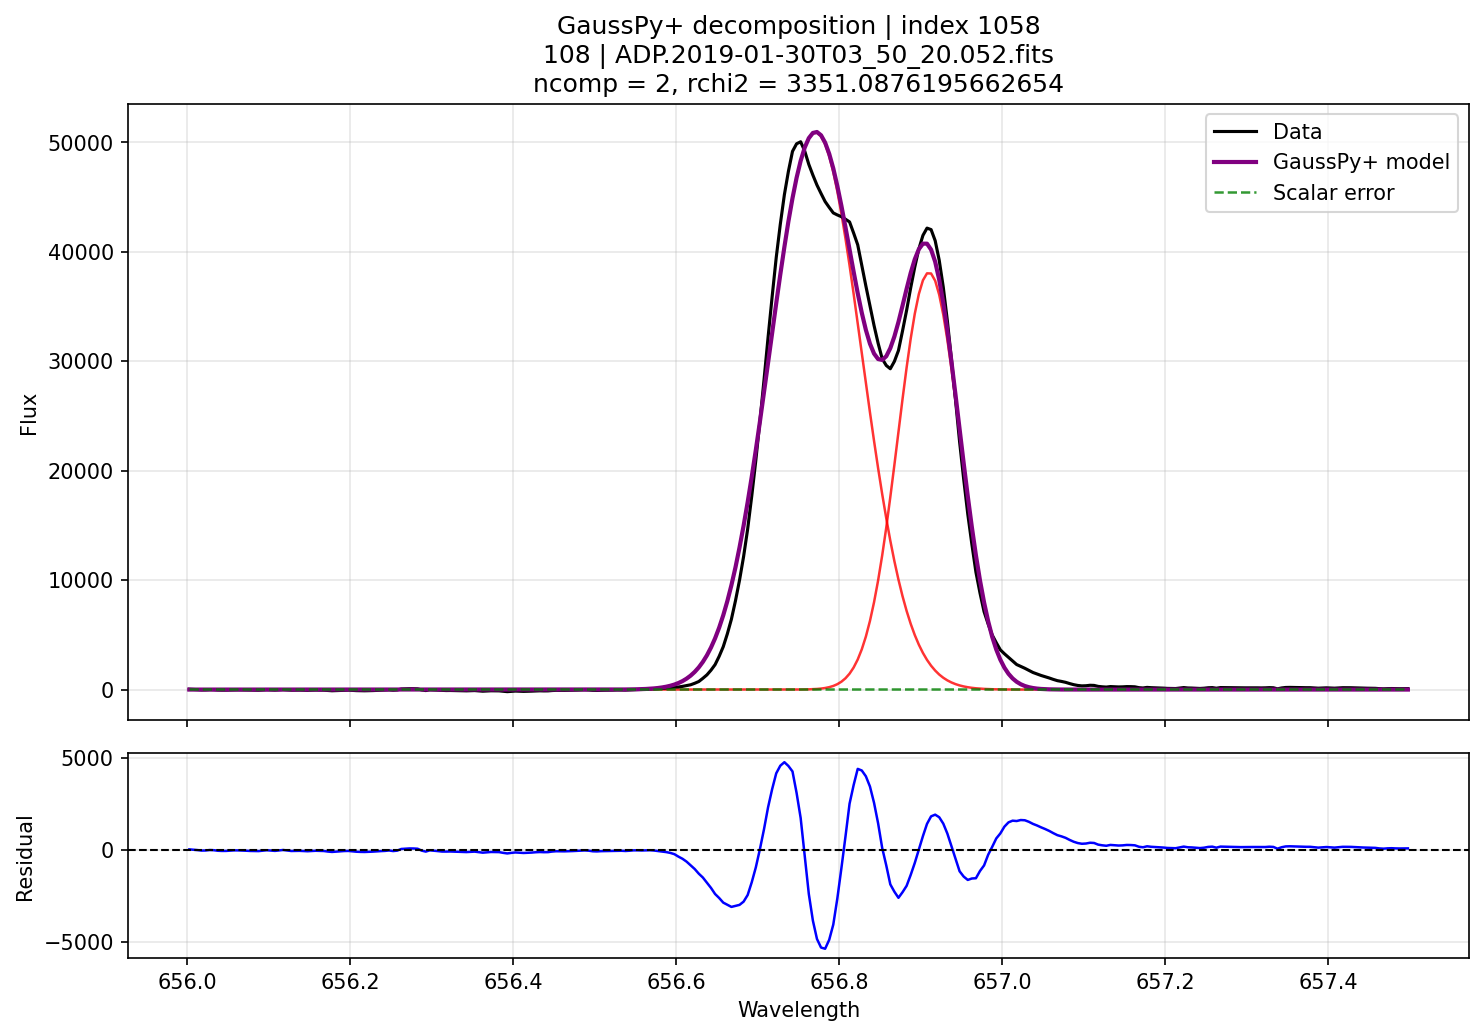 GaussPy+ decomposition | index 1058
108 | ADP.2019-01-30T03_50_20.052.fits
ncomp = 2, rchi2 = 3351.0876195662654
Data
GaussPy+ model
Scalar error
Flux
50000
40000
30000
20000
10000
0
Residual
5000
0
−5000
656.0
656.2
656.4
656.6
656.8
657.0
657.2
657.4
Wavelength